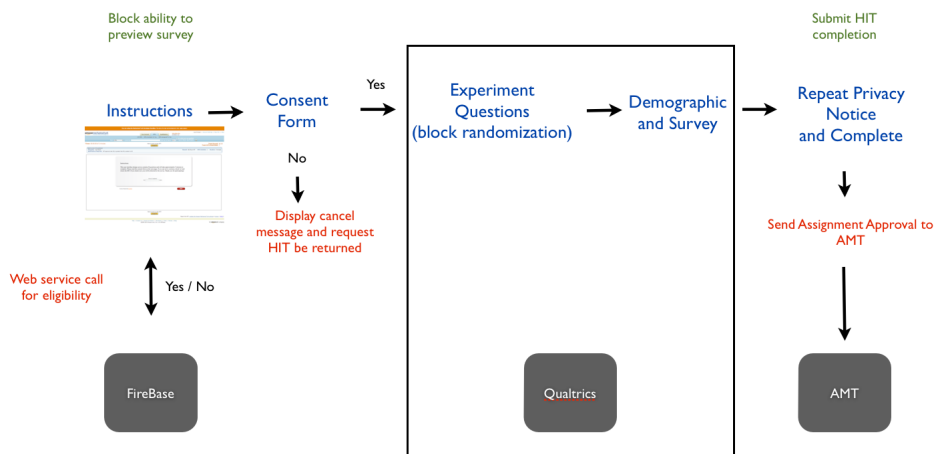 Block ability to
preview survey
Submit HIT
completion
Instructions
Consent
Form
Yes
Experiment
Questions
(block randomization)
Demographic
and Survey
Repeat Privacy
Notice
and Complete
No
Display cancel
message and request
HIT be returned
Send Assignment Approval to
AMT
Web service call
for eligibility
Yes / No
FireBase
Qualtrics
AMT